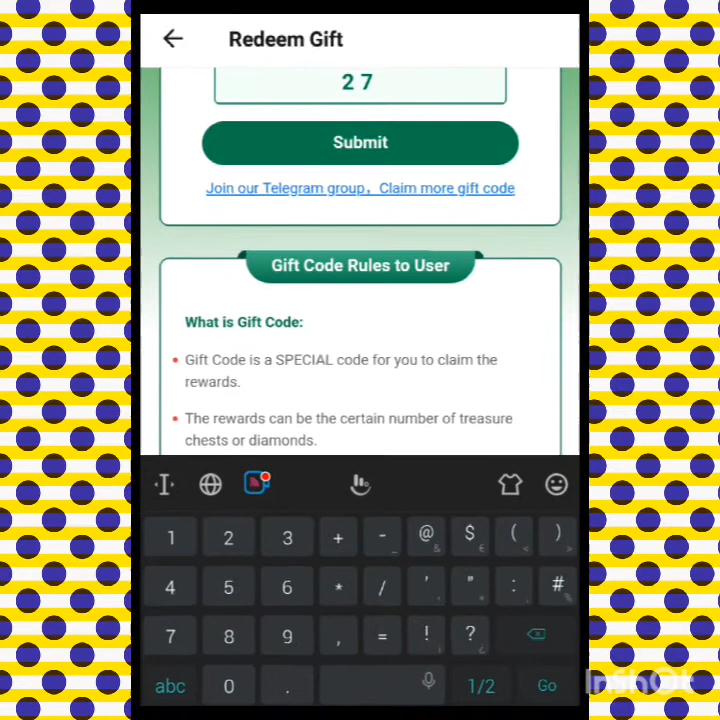 Redeem Gift
2 7
Submit
Join our Telegram group，Claim more gift code
Gift Code Rules to User
What is Gift Code:
• Gift Code is a SPECIAL code for you to claim the
rewards.
• The rewards can be the certain number of treasure
chests or diamonds.
1 2 3 + - _ @ & $ € ( < ) >
4 5 6 * / ' " : # %
7 8 9 , = ! ¡ ? ¿
abc 0 . 1/2 Go
InShOt